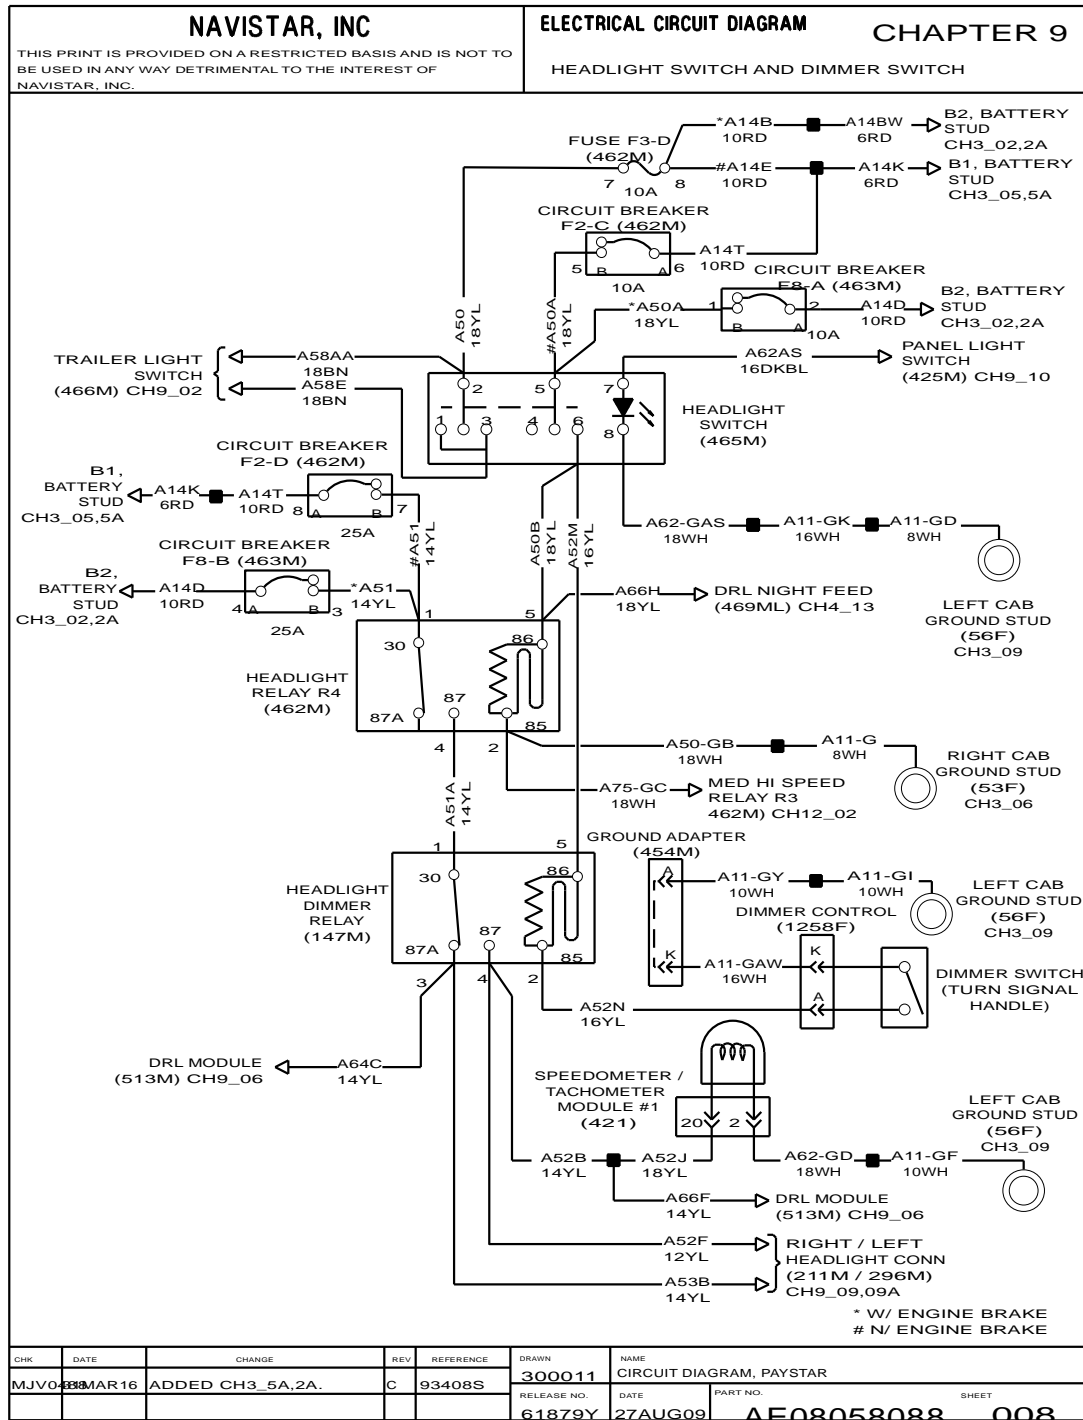 NAVISTAR, INC
THIS PRINT IS PROVIDED ON A RESTRICTED BASIS AND IS NOT TO
BE USED IN ANY WAY DETRIMENTAL TO THE INTEREST OF
NAVISTAR, INC.
ELECTRICAL CIRCUIT DIAGRAM
CHAPTER 9
HEADLIGHT SWITCH AND DIMMER SWITCH
*A14B
10RD
A14BW
6RD
B2, BATTERY
STUD
CH3_02,2A
FUSE F3-D
(462M)
7
8
10A
#A14E
10RD
A14K
6RD
B1, BATTERY
STUD
CH3_05,5A
CIRCUIT BREAKER
F2-C (462M)
5
B
A
6
10A
A14T
10RD
CIRCUIT BREAKER
F8-A (463M)
1
B
A
2
10A
A14D
10RD
B2, BATTERY
STUD
CH3_02,2A
A50
18YL
#A50A
18YL
*A50A
18YL
TRAILER LIGHT
SWITCH
(466M) CH9_02
A58AA
18BN
A58E
18BN
A62AS
16DKBL
PANEL LIGHT
SWITCH
(425M) CH9_10
2
5
7
1
3
4
6
8
HEADLIGHT
SWITCH
(465M)
CIRCUIT BREAKER
F2-D (462M)
B1,
BATTERY
STUD
CH3_05,5A
A14K
6RD
A14T
10RD
8
A
B
7
25A
#A51
14YL
A50B
18YL
A52M
16YL
A62-GAS
18WH
A11-GK
16WH
A11-GD
8WH
LEFT CAB
GROUND STUD
(56F)
CH3_09
CIRCUIT BREAKER
F8-B (463M)
B2,
BATTERY
STUD
CH3_02,2A
A14D
10RD
4
A
B
3
25A
*A51
14YL
A66H
18YL
DRL NIGHT FEED
(469ML) CH4_13
1
5
30
86
87
87A
85
4
2
HEADLIGHT
RELAY R4
(462M)
A50-GB
18WH
A11-G
8WH
RIGHT CAB
GROUND STUD
(53F)
CH3_06
A75-GC
18WH
MED HI SPEED
RELAY R3
462M) CH12_02
A51A
14YL
1
5
30
86
87
87A
85
3
4
2
HEADLIGHT
DIMMER
RELAY
(147M)
GROUND ADAPTER
(454M)
A
K
A11-GY
10WH
A11-GI
10WH
LEFT CAB
GROUND STUD
(56F)
CH3_09
DIMMER CONTROL
(1258F)
A11-GAW
16WH
K
A
DIMMER SWITCH
(TURN SIGNAL
HANDLE)
A52N
16YL
DRL MODULE
(513M) CH9_06
A64C
14YL
SPEEDOMETER /
TACHOMETER
MODULE #1
(421)
20
2
A52B
14YL
A52J
18YL
A62-GD
18WH
A11-GF
10WH
LEFT CAB
GROUND STUD
(56F)
CH3_09
A66F
14YL
DRL MODULE
(513M) CH9_06
A52F
12YL
A53B
14YL
RIGHT / LEFT
HEADLIGHT CONN
(211M / 296M)
CH9_09,09A
* W/ ENGINE BRAKE
# N/ ENGINE BRAKE
CHK
DATE
CHANGE
REV
REFERENCE
ADDED CH3_5A,2A.
C
93408S
DRAWN
300011
NAME
CIRCUIT DIAGRAM, PAYSTAR
RELEASE NO.
61879Y
DATE
27AUG09
PART NO.
AE08058088
SHEET
008